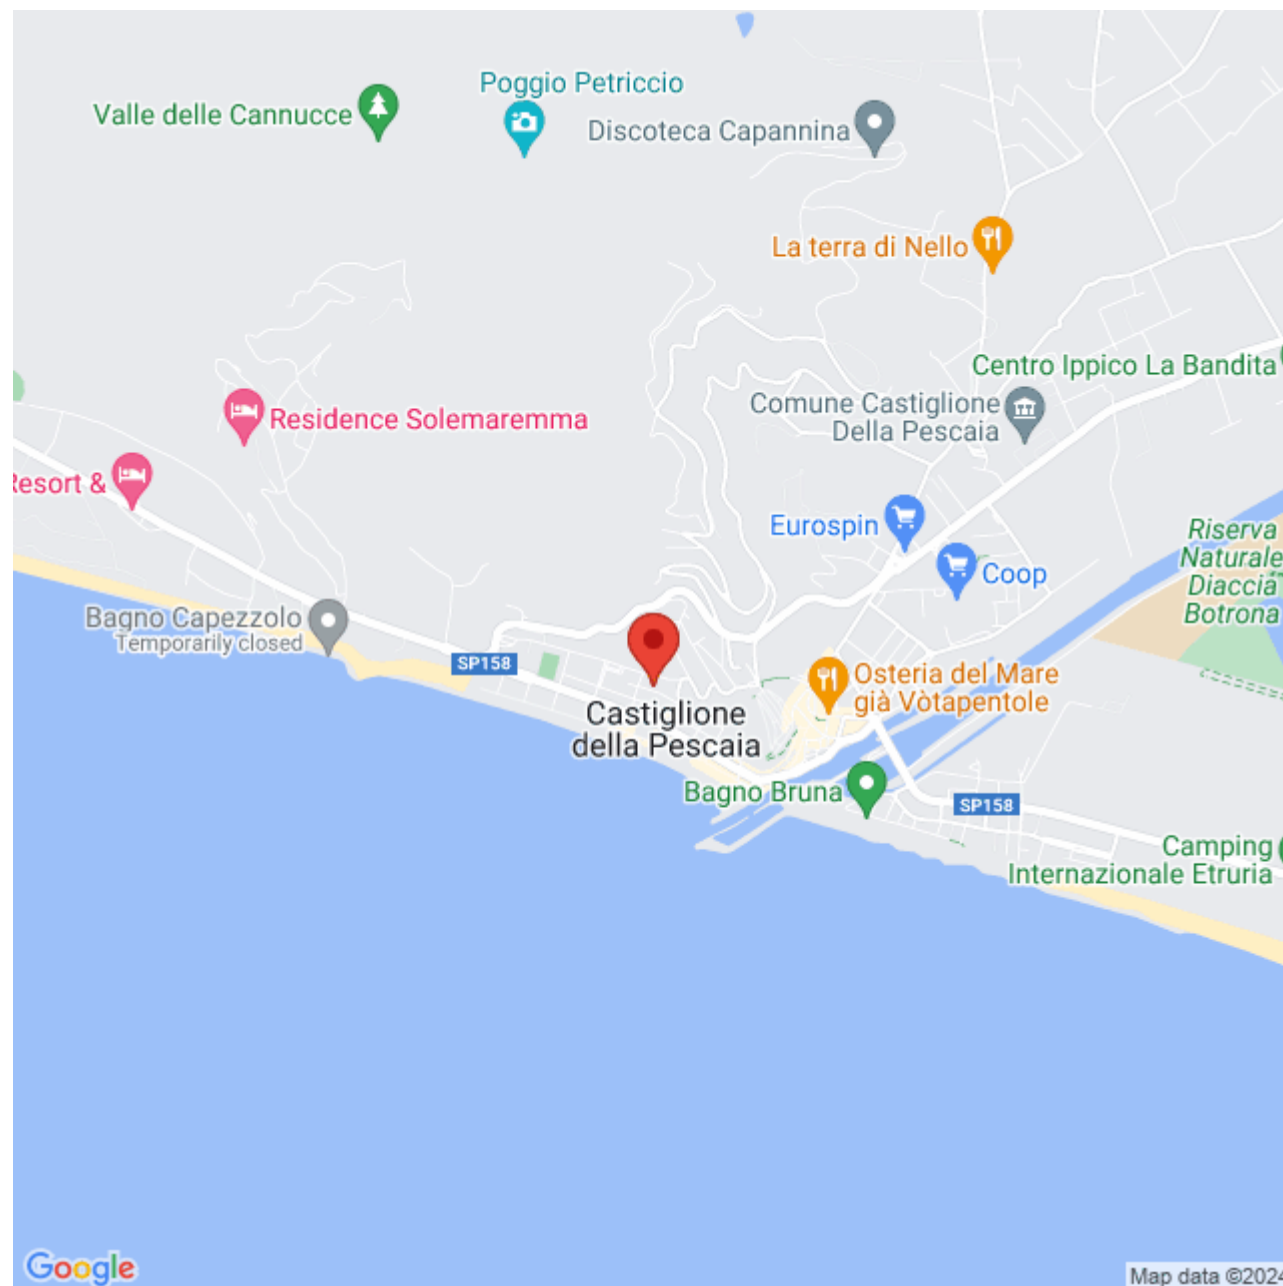 Poggio Petriccio
Valle delle Cannucce
Discoteca Capannina
La terra di Nello
Centro Ippico La Bandita
Comune Castiglione
Della Pescaia
Residence Solemaremma
Resort &
Eurospin
Coop
Riserva
Naturale
Diaccia
Botrona
Bagno Capezzolo
Temporarily closed
SP158
Osteria del Mare
già Vòtapentole
Castiglione
della Pescaia
Bagno Bruna
SP158
Camping
Internazionale Etruria
Google
Map data ©2024